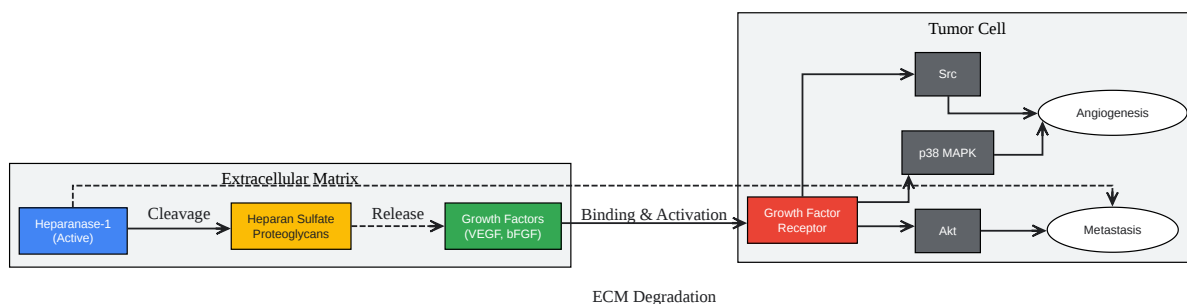 Tumor Cell
Src
Angiogenesis
p38 MAPK
Extracellular Matrix
Heparanase-1
(Active)
Cleavage
Heparan Sulfate
Proteoglycans
Release
Growth Factors
(VEGF, bFGF)
Binding & Activation
Growth Factor
Receptor
Akt
Metastasis
ECM Degradation